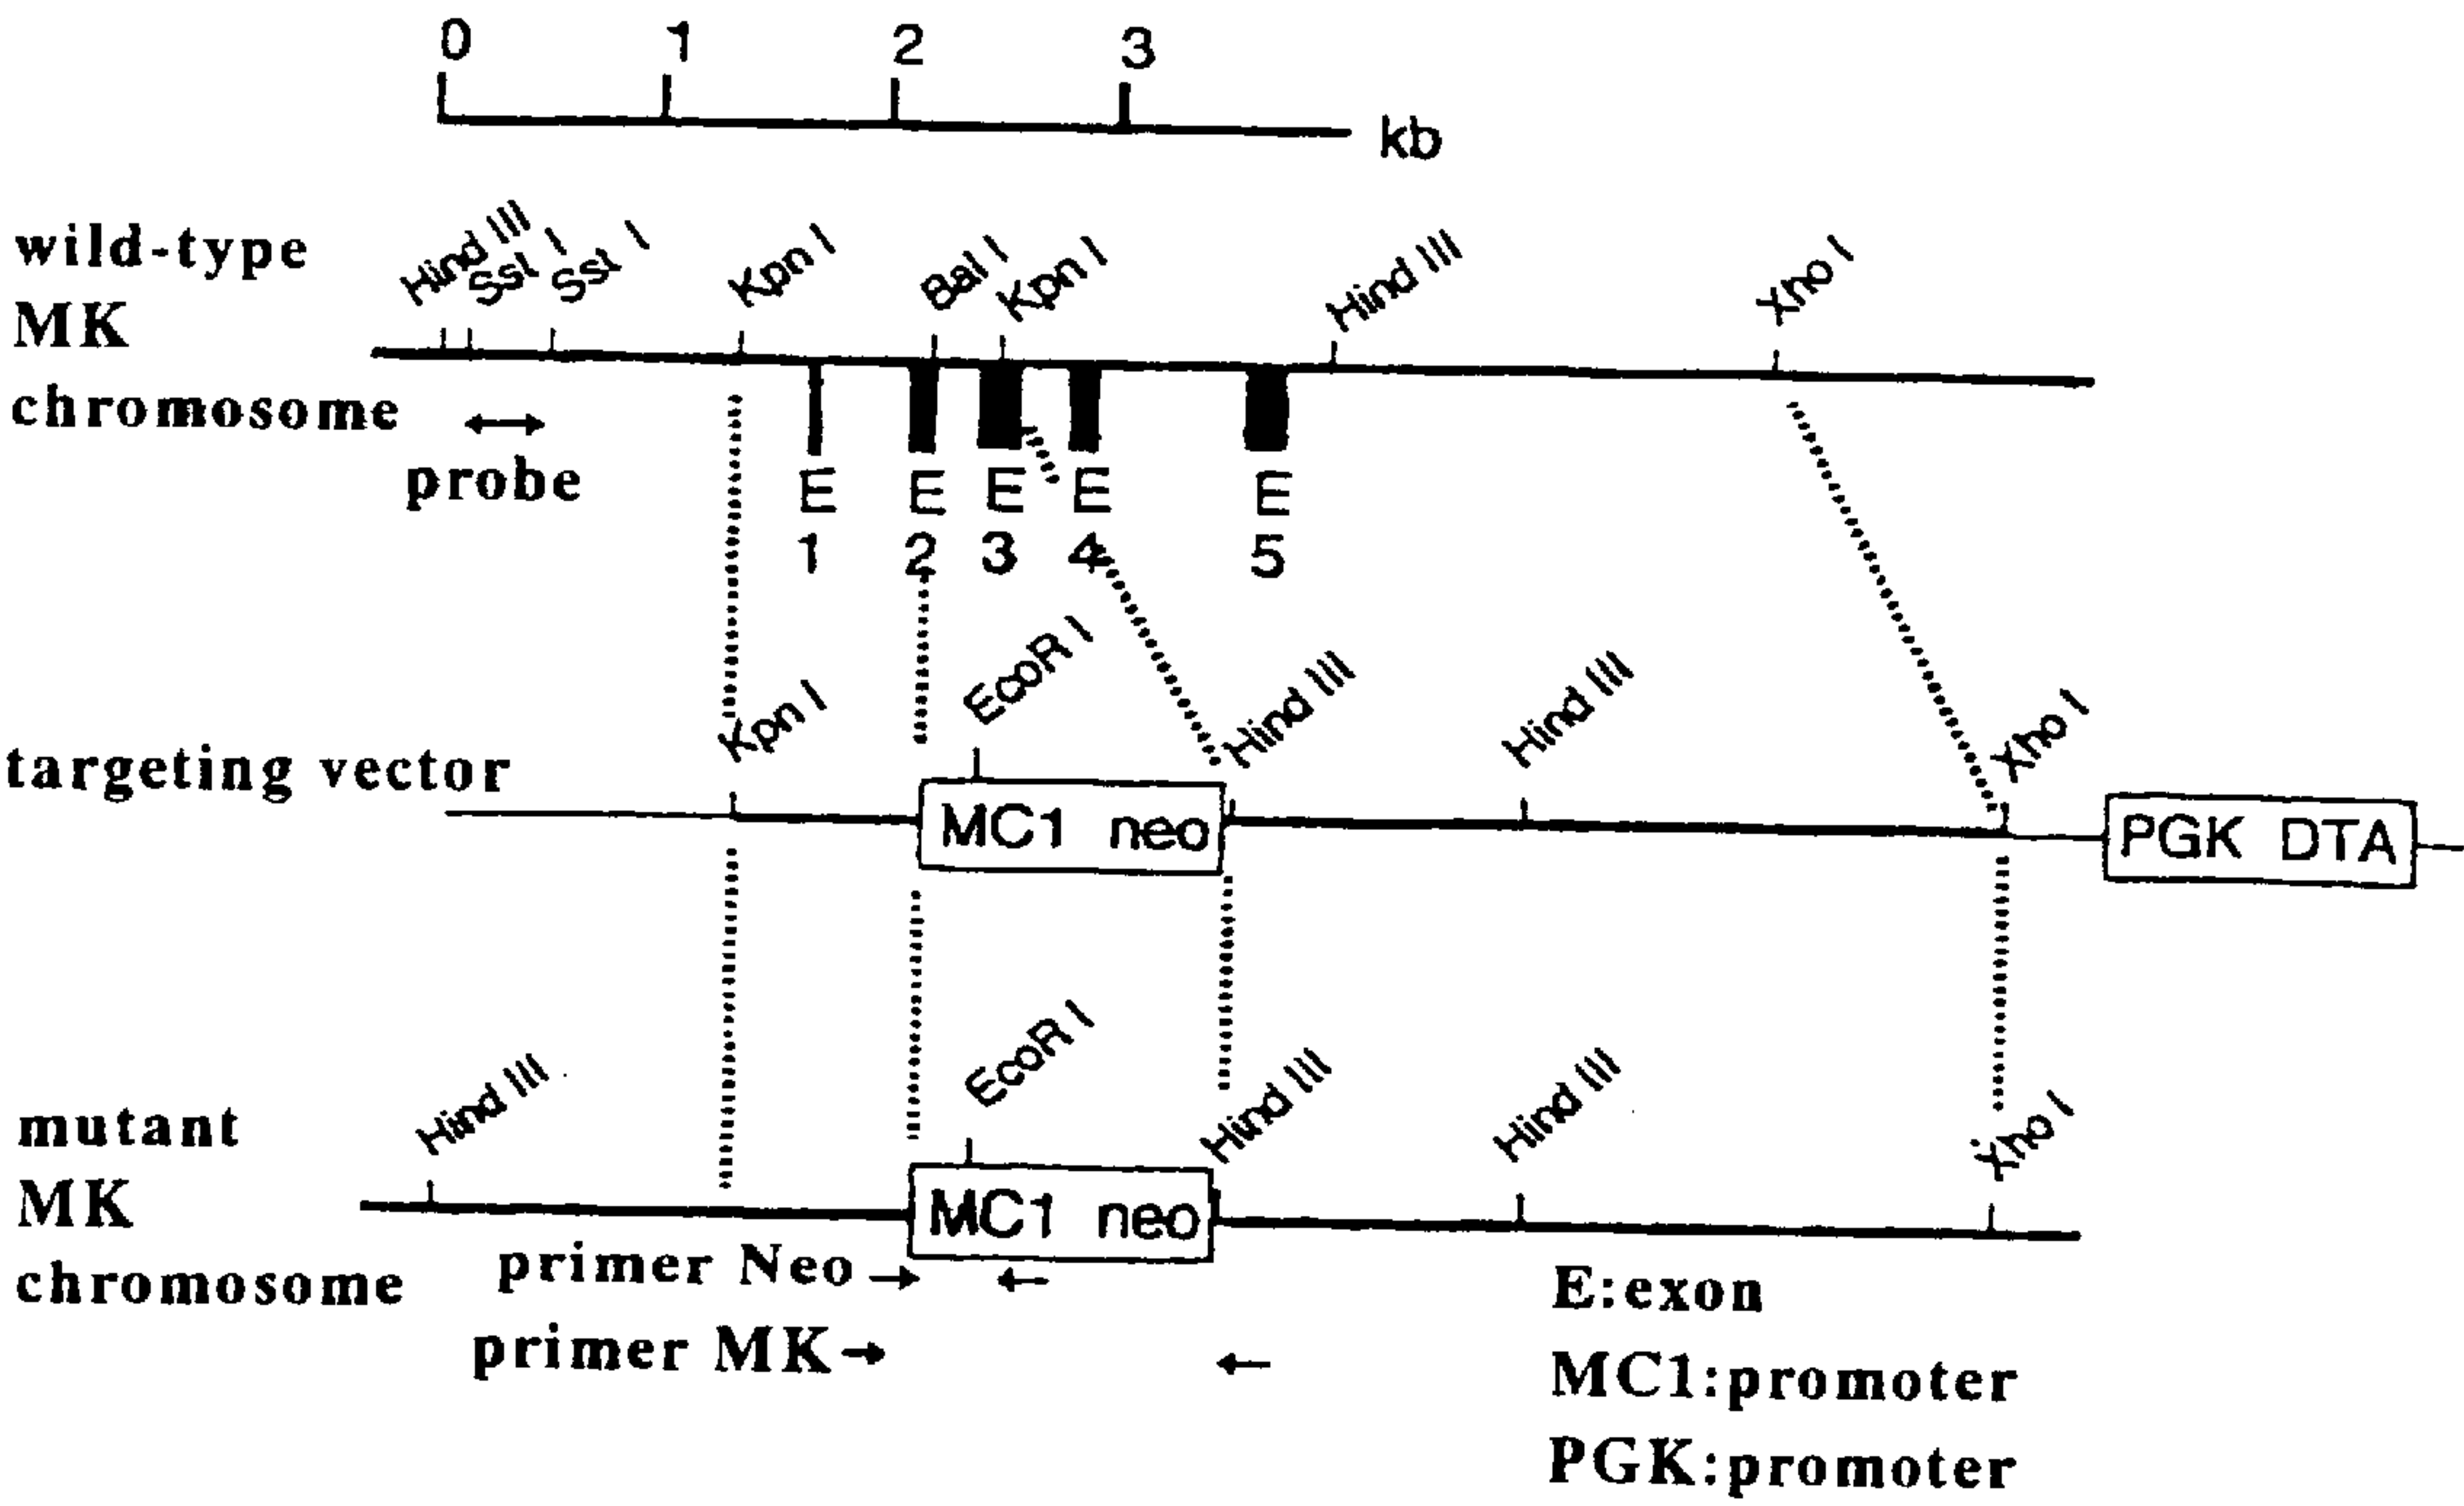 0 1 2 3
kb
wild-type
MK
chromosome
Hind III Sst I Sst I Kpn I Bal I Kpn I Hind III Xho I
probe
E E E E E
1 2 3 4 5
targeting vector
Kpn I EcoR I Hind III Hind III Xho I
MC1 neo
PGK DTA
mutant
MK
chromosome
Hind III EcoR I Hind III Hind III Xho I
MC1 neo
primer Neo
primer MK
E:exon
MC1:promoter
PGK:promoter